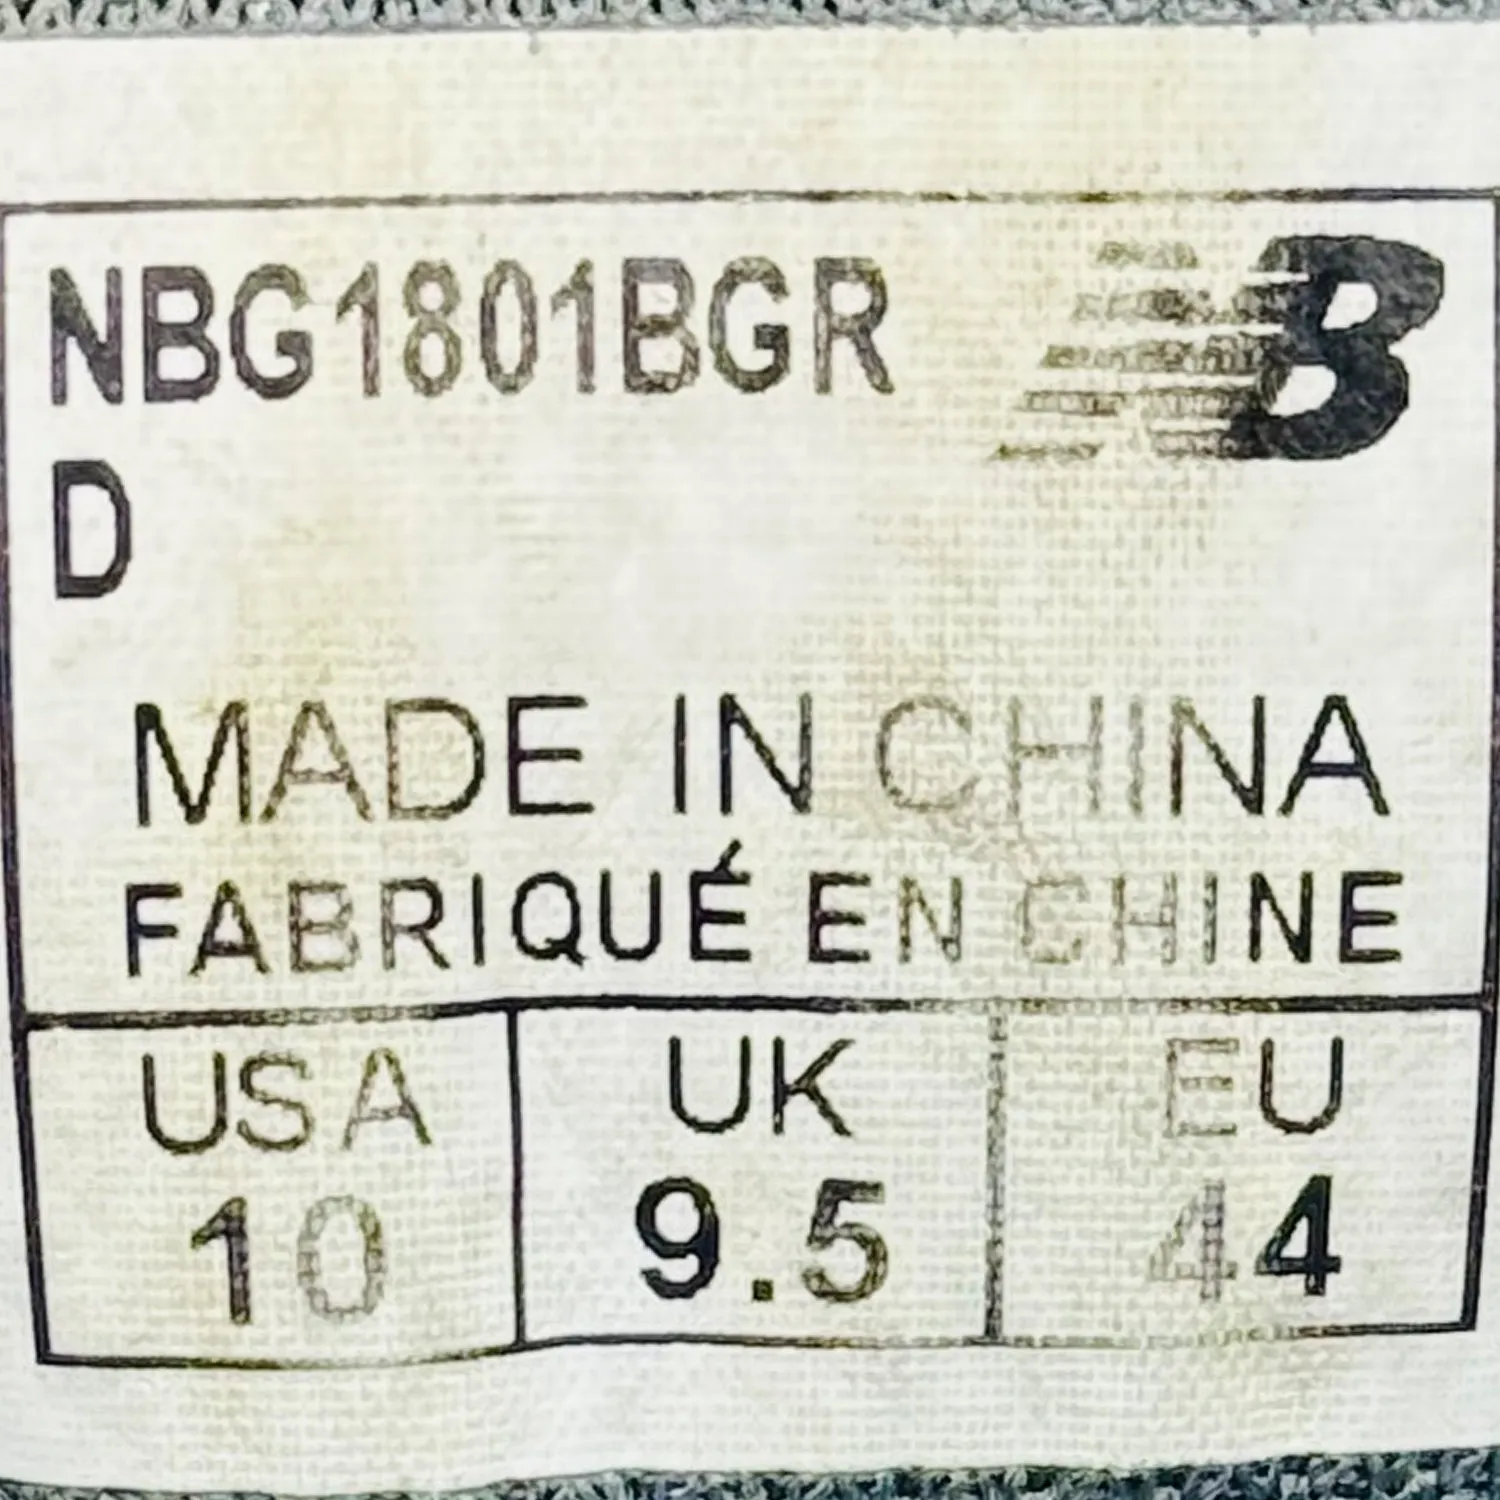 NBG1801BGR
D
MADE IN CHINA
FABRIQUÉ EN CHINE
USA UK EU
10 9.5 44